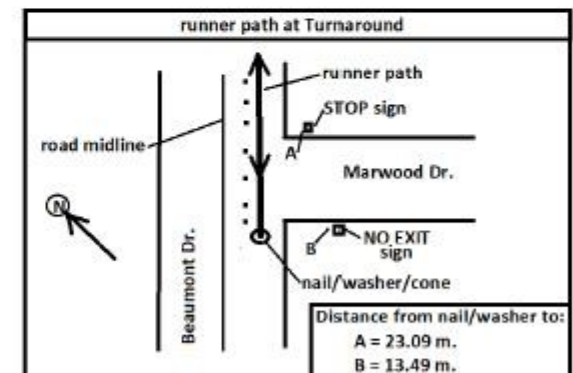 runner path at Turnaround
runner path
STOP sign
road midline
A
Marwood Dr.
N
B
NO EXIT
sign
Beaumont Dr.
nail/washer/cone
Distance from nail/washer to:
A = 23.09 m.
B = 13.49 m.